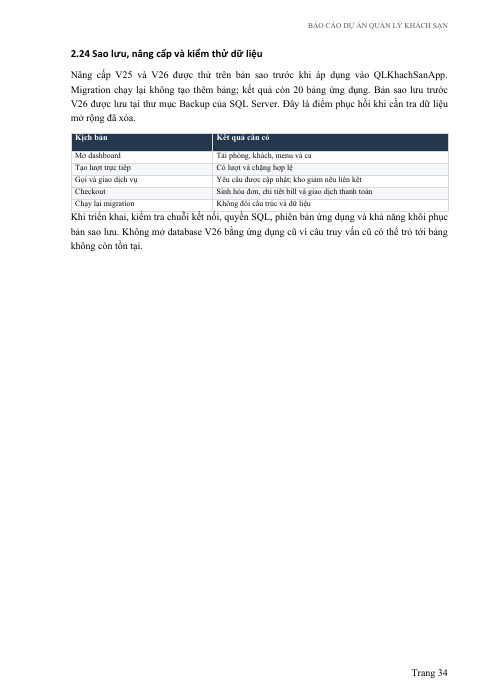 BÁO CÁO DỰ ÁN QUẢN LÝ KHÁCH SẠN
2.24 Sao lưu, nâng cấp và kiểm thử dữ liệu
Nâng cấp V25 và V26 được thử trên bản sao trước khi áp dụng vào QLKhachSanApp.
Migration chạy lại không tạo thêm bảng; kết quả còn 20 bảng ứng dụng. Bản sao lưu trước
V26 được lưu tại thư mục Backup của SQL Server. Đây là điểm phục hồi khi cần tra dữ liệu
mở rộng đã xóa.
Kịch bản Kết quả cần có
Mở dashboard Tải phòng, khách, menu và ca
Tạo lượt trực tiếp Có lượt và chặng hợp lệ
Gọi và giao dịch vụ Yêu cầu được cập nhật; kho giảm nếu liên kết
Checkout Sinh hóa đơn, chi tiết bill và giao dịch thanh toán
Chạy lại migration Không đổi cấu trúc và dữ liệu
Khi triển khai, kiểm tra chuỗi kết nối, quyền SQL, phiên bản ứng dụng và khả năng khôi phục
bản sao lưu. Không mở database V26 bằng ứng dụng cũ vì câu truy vấn cũ có thể trỏ tới bảng
không còn tồn tại.
Trang 34